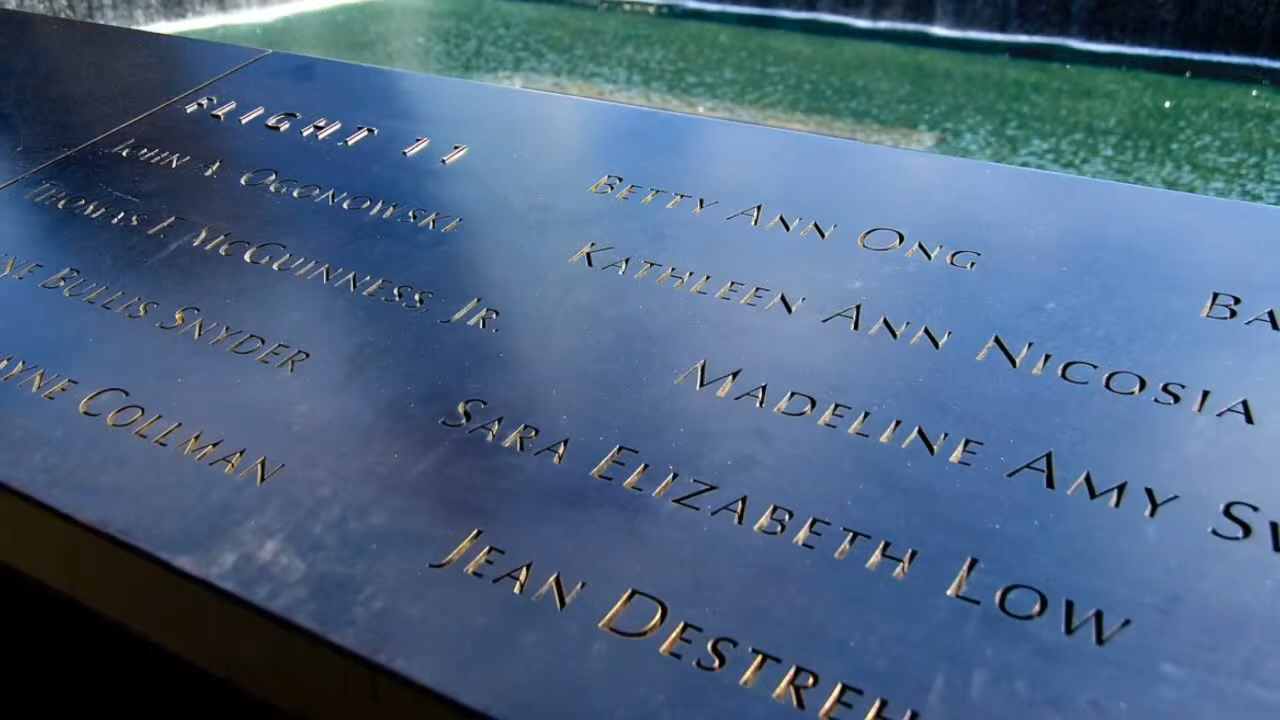 FLIGHT 11
JOHN A. OGONOWSKI
THOMAS F. MCGUINNESS, JR.
BULLIS SNYDER
COLLMAN
BETTY ANN ONG
KATHLEEN ANN NICOSIA
MADELINE AMY
SARA ELIZABETH LOW
JEAN